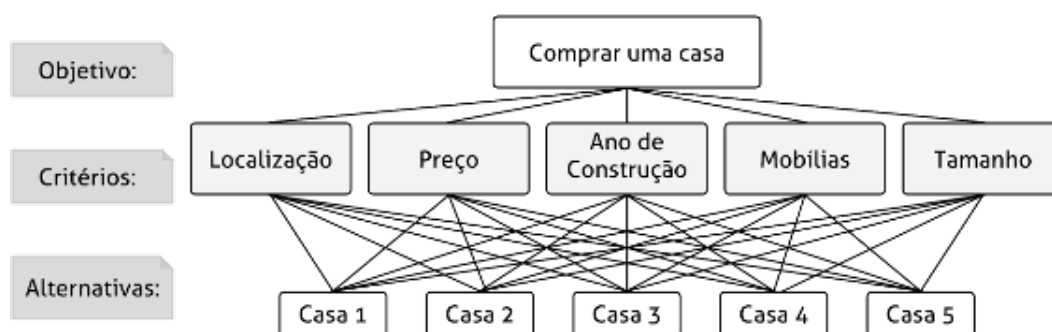 Objetivo:
Comprar uma casa
Critérios:
Localização
Preço
Ano de
Construção
Mobílias
Tamanho
Alternativas:
Casa 1
Casa 2
Casa 3
Casa 4
Casa 5